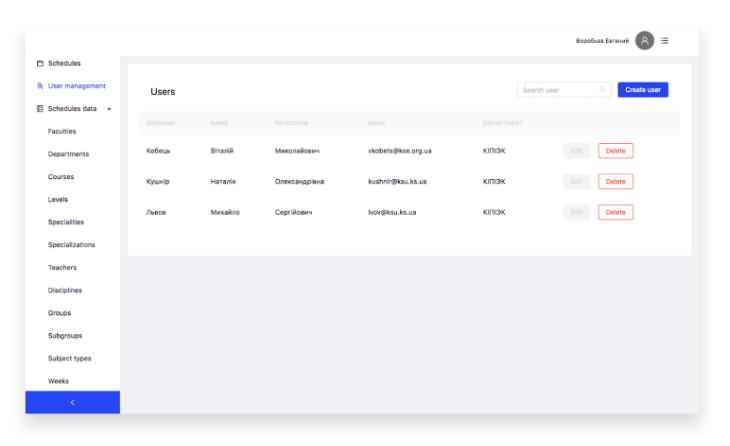 Воробьев Евгений
Schedules
User management
Schedules data
Faculties
Departments
Courses
Levels
Specialities
Specializations
Teachers
Disciplines
Groups
Subgroups
Subject types
Weeks
Users
Search user
Create user
SURNAME NAME PATRONYM EMAIL DEPARTMENT
Кобець Віталій Миколайович vkobets@kse.org.ua КІПІЭК Edit Delete
Кушнір Наталія Олександрівна kushnir@ksu.ks.ua КІПІЭК Edit Delete
Львов Михайло Сергійович lvov@ksu.ks.ua КІПІЭК Edit Delete